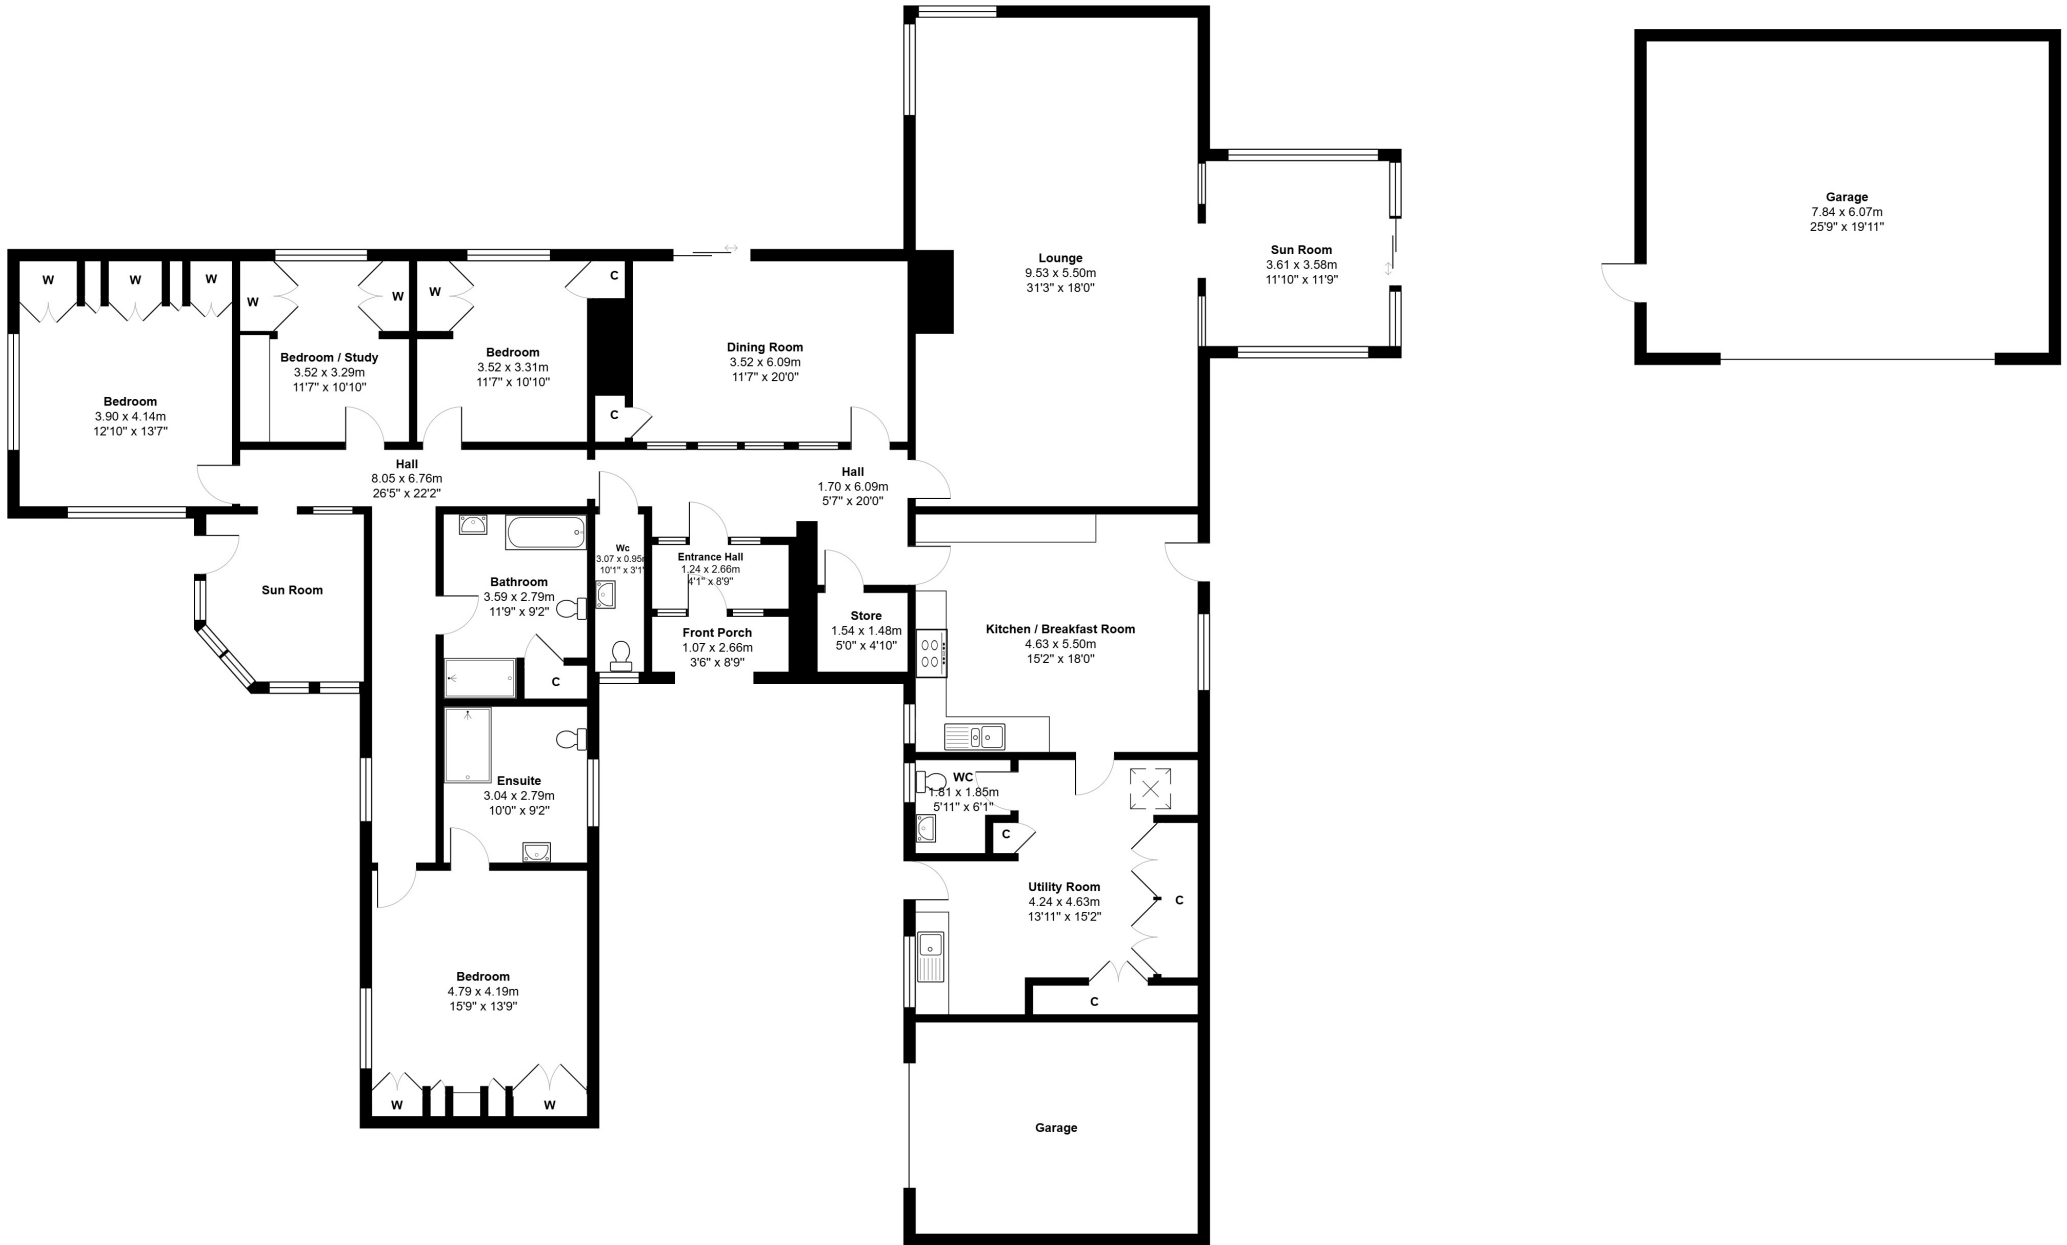 Garage
7.84 x 6.07m
25'9" x 19'11"
Lounge
9.53 x 5.50m
31'3" x 18'0"
Sun Room
3.61 x 3.58m
11'10" x 11'9"
W
W
W
W
W
W
C
Bedroom
3.90 x 4.14m
12'10" x 13'7"
Bedroom / Study
3.52 x 3.29m
11'7" x 10'10"
Bedroom
3.52 x 3.31m
11'7" x 10'10"
C
Dining Room
3.52 x 6.09m
11'7" x 20'0"
Hall
8.05 x 6.76m
26'5" x 22'2"
Hall
1.70 x 6.09m
5'7" x 20'0"
Sun Room
Bathroom
3.59 x 2.79m
11'9" x 9'2"
C
Wc
3.07 x 0.95m
10'1" x 3'1"
Entrance Hall
1.24 x 2.66m
4'1" x 8'9"
Front Porch
1.07 x 2.66m
3'6" x 8'9"
Store
1.54 x 1.48m
5'0" x 4'10"
Kitchen / Breakfast Room
4.63 x 5.50m
15'2" x 18'0"
Ensuite
3.04 x 2.79m
10'0" x 9'2"
WC
1.81 x 1.85m
5'11" x 6'1"
C
Utility Room
4.24 x 4.63m
13'11" x 15'2"
C
C
Bedroom
4.79 x 4.19m
15'9" x 13'9"
W
W
Garage